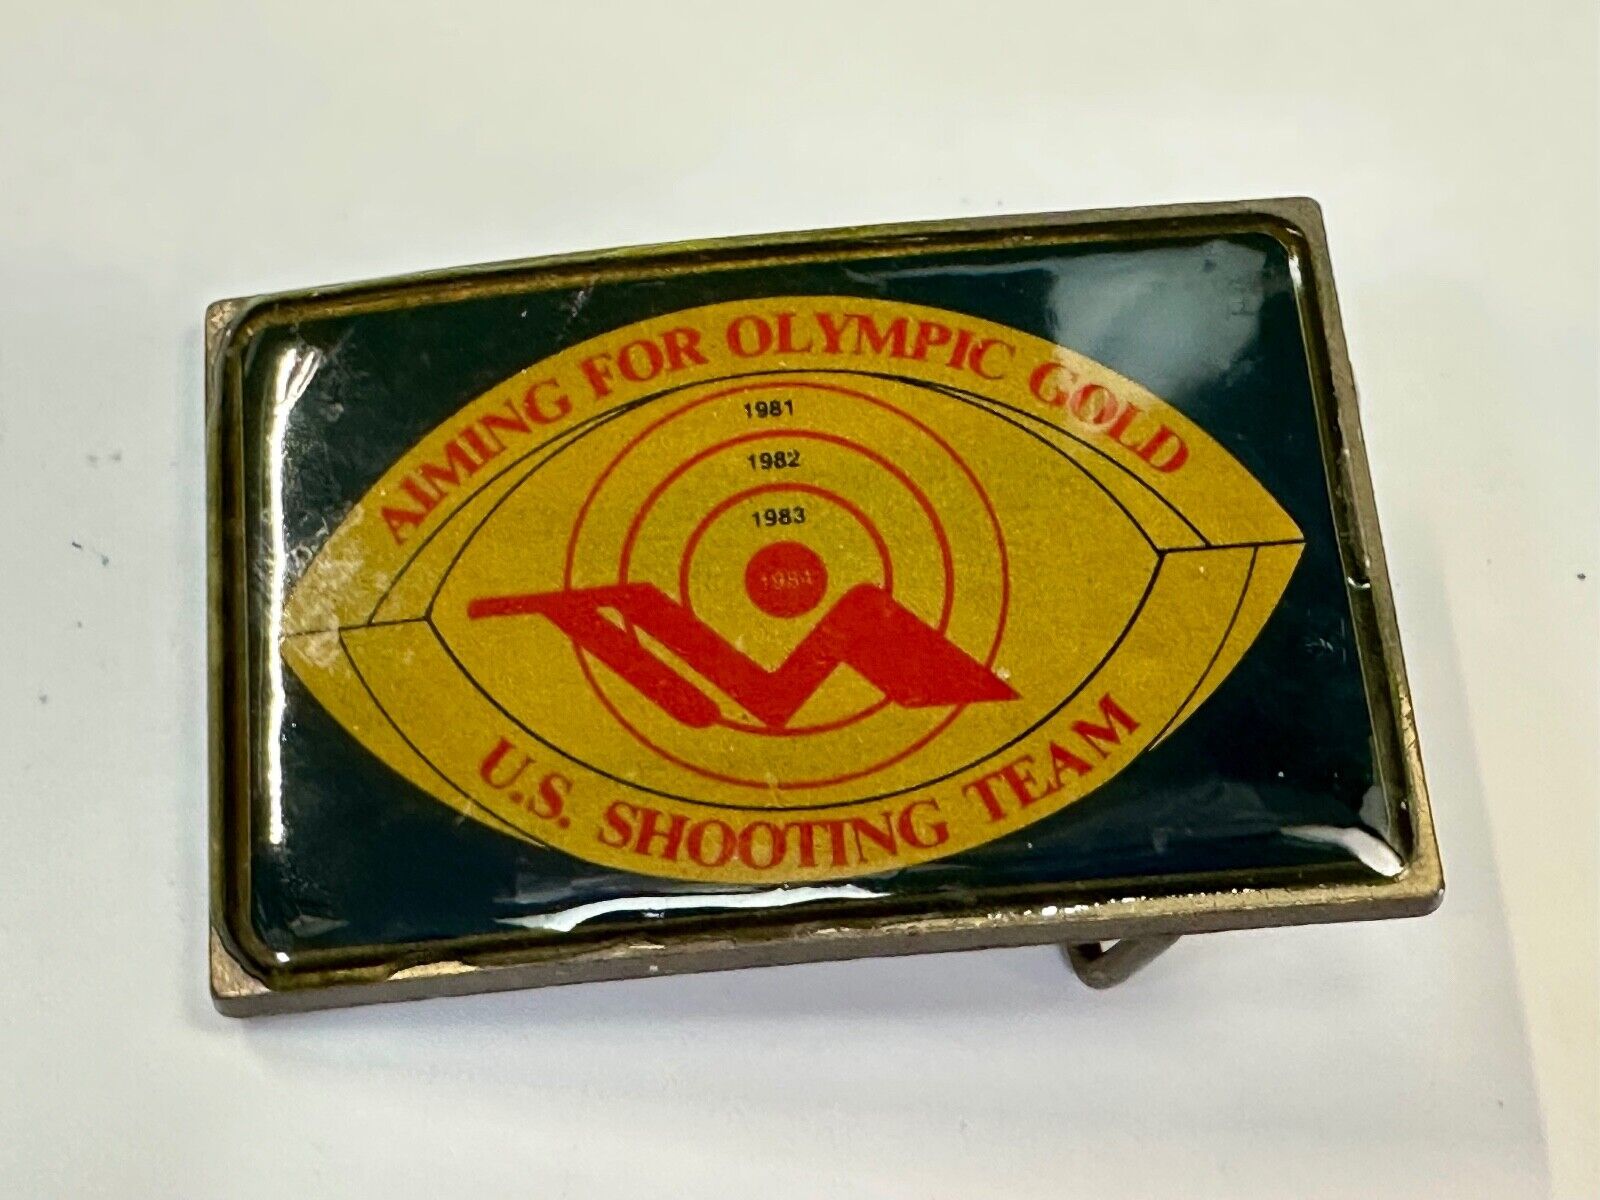 AIMING FOR OLYMPIC GOLD
1981
1982
1983
1984
U.S. SHOOTING TEAM